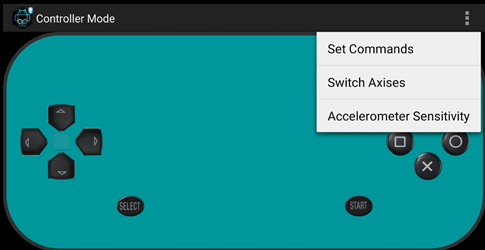 Controller Mode
Set Commands
Switch Axises
Accelerometer Sensitivity
SELECT
START